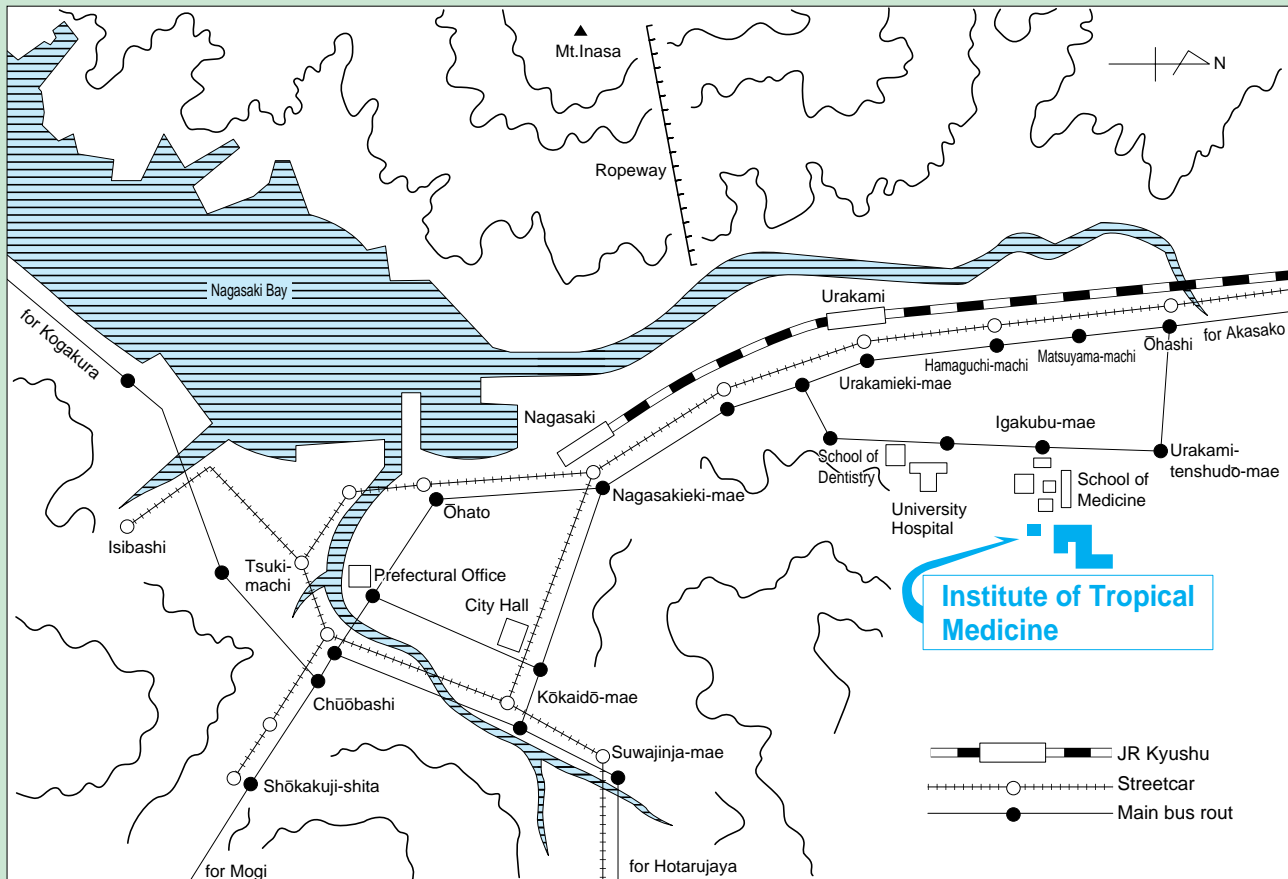 Mt.Inasa
N
Ropeway
Nagasaki Bay
Urakami
for Kogakura
for Akasako
Ōhashi
Matsuyama-machi
Hamaguchi-machi
Urakamieki-mae
Nagasaki
Igakubu-mae
School of
Dentistry
Urakami-
tenshudō-mae
School of
Medicine
University
Hospital
Nagasakieki-mae
Ōhato
Isibashi
Tsuki-
machi
Prefectural Office
City Hall
Institute of Tropical
Medicine
Chūōbashi
Kōkaidō-mae
Suwajinja-mae
Shōkakuji-shita
JR Kyushu
Streetcar
Main bus rout
for Mogi
for Hotarujaya